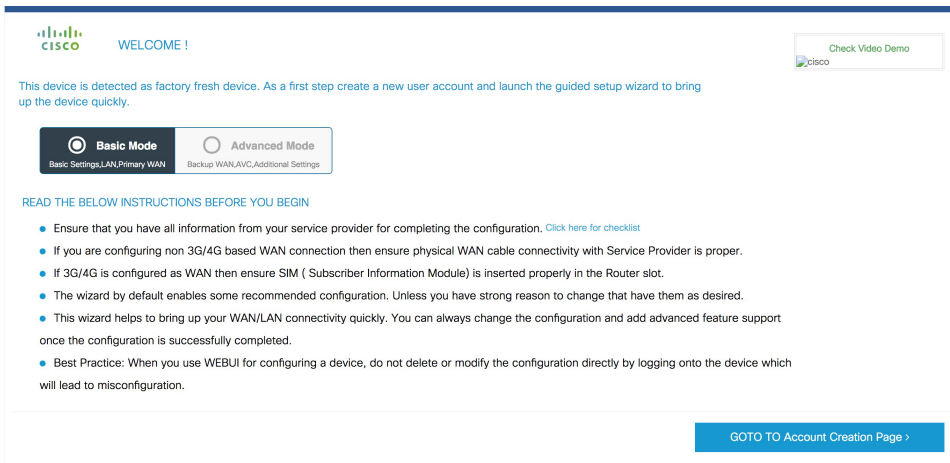 CISCO
WELCOME !
Check Video Demo
cisco
This device is detected as factory fresh device. As a first step create a new user account and launch the guided setup wizard to bring
up the device quickly.
Basic Mode
Basic Settings,LAN,Primary WAN
Advanced Mode
Backup WAN,AVC,Additional Settings
READ THE BELOW INSTRUCTIONS BEFORE YOU BEGIN
Ensure that you have all information from your service provider for completing the configuration. Click here for checklist
If you are configuring non 3G/4G based WAN connection then ensure physical WAN cable connectivity with Service Provider is proper.
If 3G/4G is configured as WAN then ensure SIM ( Subscriber Information Module) is inserted properly in the Router slot.
The wizard by default enables some recommended configuration. Unless you have strong reason to change that have them as desired.
This wizard helps to bring up your WAN/LAN connectivity quickly. You can always change the configuration and add advanced feature support
once the configuration is successfully completed.
Best Practice: When you use WEBUI for configuring a device, do not delete or modify the configuration directly by logging onto the device which
will lead to misconfiguration.
GOTO TO Account Creation Page >